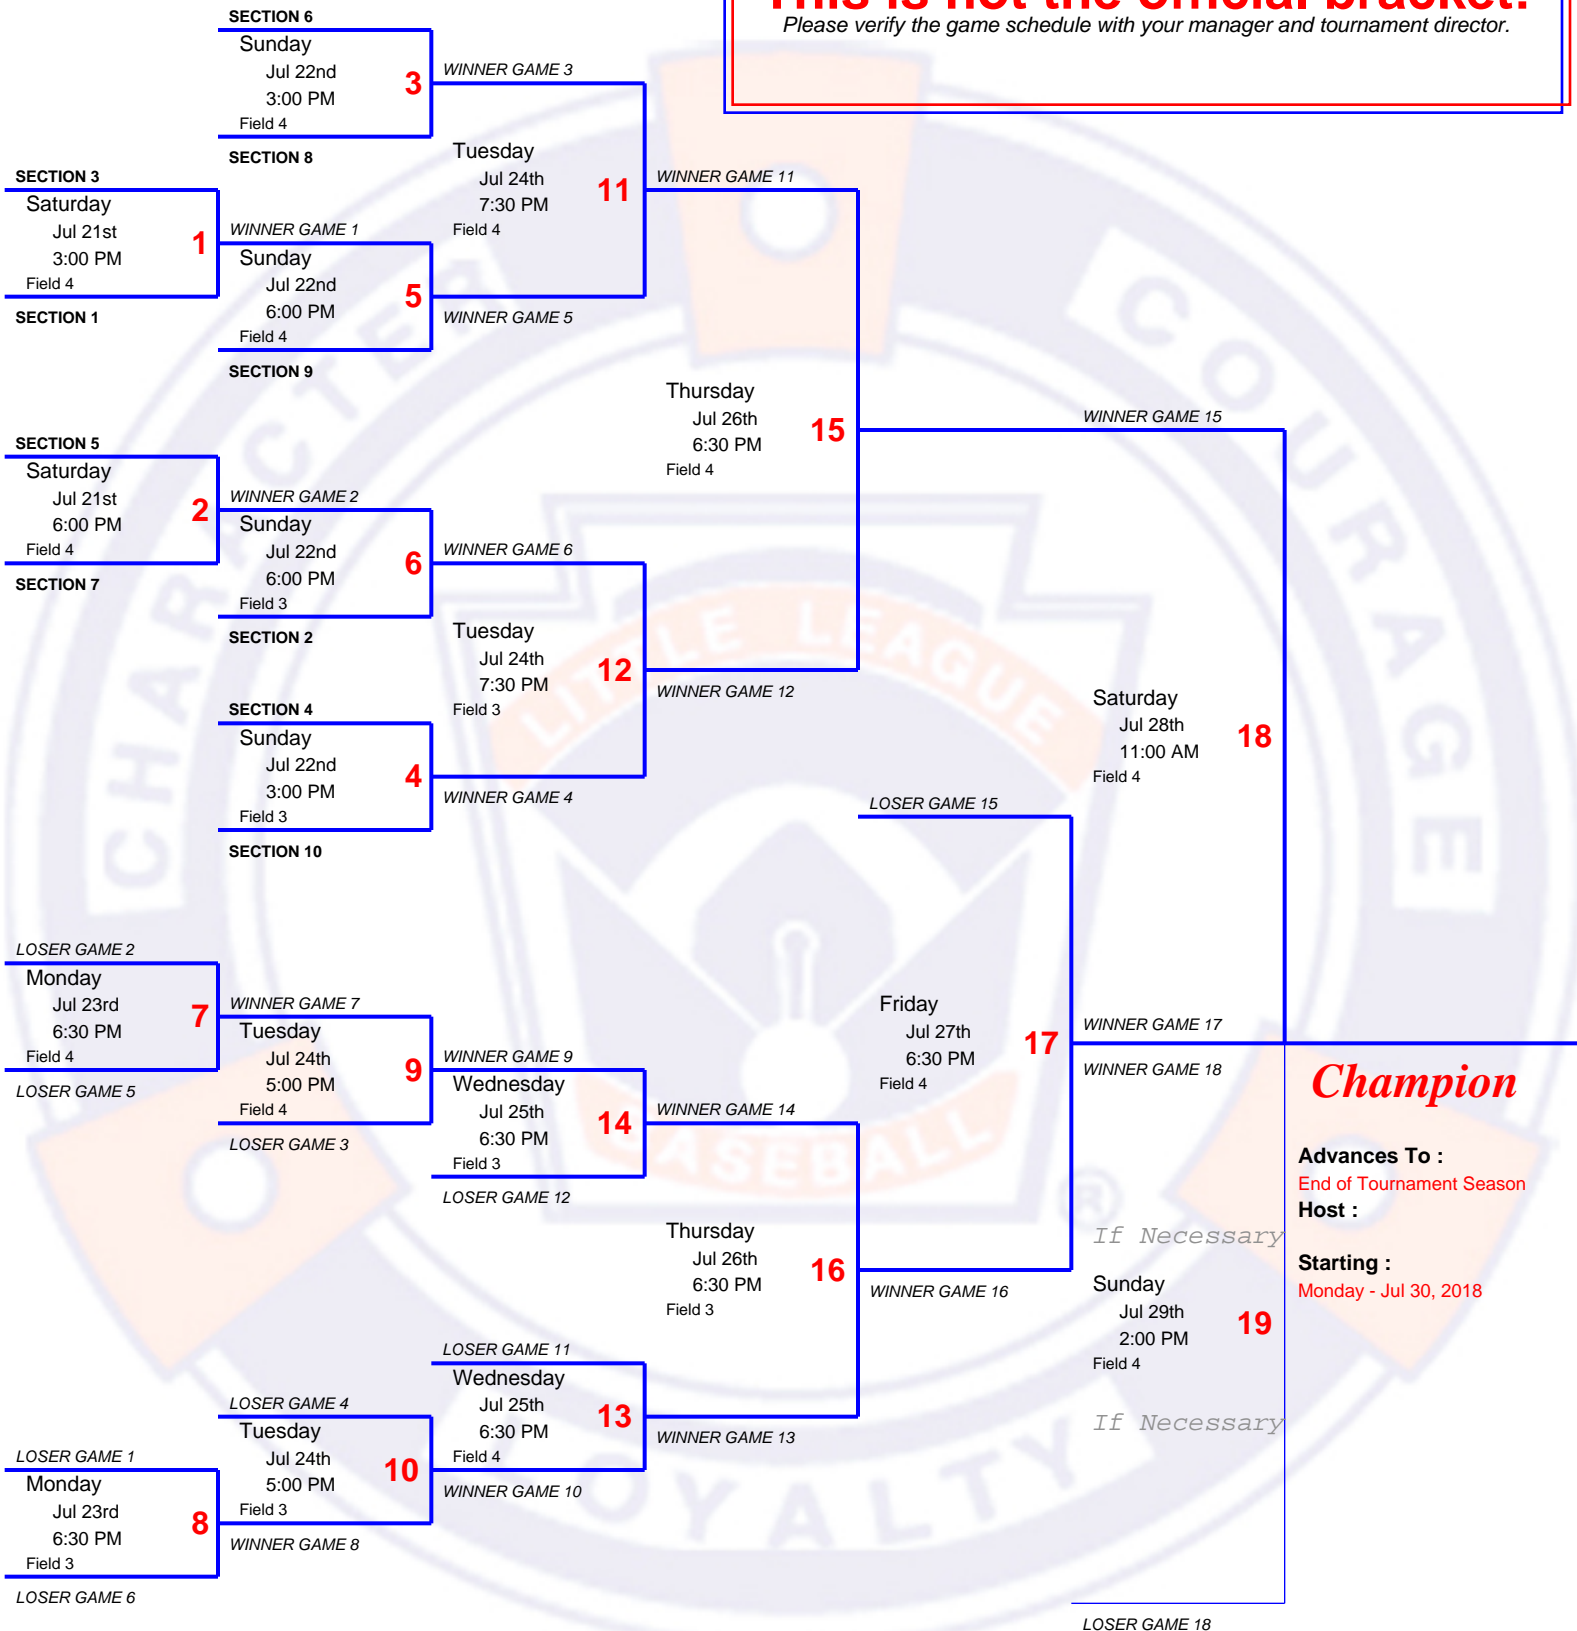 This is not the official bracket!
Please verify the game schedule with your manager and tournament director.
SECTION 6
Sunday
Jul 22nd
3:00 PM
Field 4
3
SECTION 8
WINNER GAME 3
Tuesday
Jul 24th
7:30 PM
Field 4
11
WINNER GAME 11
SECTION 3
Saturday
Jul 21st
3:00 PM
Field 4
1
SECTION 1
WINNER GAME 1
Sunday
Jul 22nd
6:00 PM
Field 4
5
SECTION 9
WINNER GAME 5
Thursday
Jul 26th
6:30 PM
Field 4
15
WINNER GAME 15
SECTION 5
Saturday
Jul 21st
6:00 PM
Field 4
2
SECTION 7
WINNER GAME 2
Sunday
Jul 22nd
6:00 PM
Field 3
6
SECTION 2
WINNER GAME 6
Tuesday
Jul 24th
7:30 PM
Field 3
12
WINNER GAME 12
SECTION 4
Sunday
Jul 22nd
3:00 PM
Field 3
4
SECTION 10
WINNER GAME 4
Saturday
Jul 28th
11:00 AM
Field 4
18
LOSER GAME 15
Friday
Jul 27th
6:30 PM
Field 4
17
WINNER GAME 17
WINNER GAME 18
LOSER GAME 2
Monday
Jul 23rd
6:30 PM
Field 4
7
LOSER GAME 5
WINNER GAME 7
Tuesday
Jul 24th
5:00 PM
Field 4
9
LOSER GAME 3
WINNER GAME 9
Wednesday
Jul 25th
6:30 PM
Field 3
14
LOSER GAME 12
WINNER GAME 14
Thursday
Jul 26th
6:30 PM
Field 3
16
WINNER GAME 16
LOSER GAME 11
Wednesday
Jul 25th
6:30 PM
Field 4
13
WINNER GAME 13
LOSER GAME 4
Tuesday
Jul 24th
5:00 PM
Field 3
10
WINNER GAME 10
LOSER GAME 1
Monday
Jul 23rd
6:30 PM
Field 3
8
LOSER GAME 6
WINNER GAME 8
If Necessary
Sunday
Jul 29th
2:00 PM
Field 4
19
If Necessary
LOSER GAME 18
Champion
Advances To :
End of Tournament Season
Host :
Starting :
Monday - Jul 30, 2018
CHARACTER
COURAGE
LOYALTY
LITTLE LEAGUE
BASEBALL
®